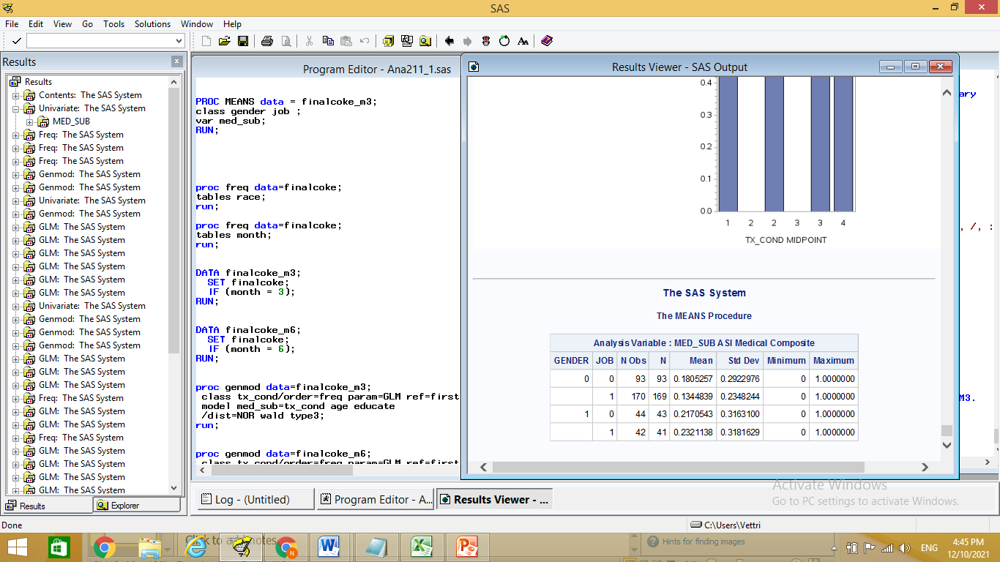 SAS
File Edit View Go Tools Solutions Window Help
Results
Results
Contents: The SAS System
Univariate: The SAS System
MED_SUB
Freq: The SAS System
Freq: The SAS System
Freq: The SAS System
Genmod: The SAS System
Genmod: The SAS System
Univariate: The SAS System
Genmod: The SAS System
GLM: The SAS System
GLM: The SAS System
GLM: The SAS System
GLM: The SAS System
GLM: The SAS System
GLM: The SAS System
Univariate: The SAS System
Genmod: The SAS System
Genmod: The SAS System
Genmod: The SAS System
GLM: The SAS System
GLM: The SAS System
GLM: The SAS System
Freq: The SAS System
GLM: The SAS System
GLM: The SAS System
Freq: The SAS System
GLM: The SAS System
GLM: The SAS System
GLM: The SAS System
GLM: The SAS System
Results Explorer
Program Editor - Ana211_1.sas
PROC MEANS data = finalcoke_m3;
class gender job ;
var med_sub;
RUN;
proc freq data=finalcoke;
tables race;
run;
proc freq data=finalcoke;
tables month;
run;
DATA finalcoke_m3;
SET finalcoke;
IF (month = 3);
RUN;
DATA finalcoke_m6;
SET finalcoke;
IF (month = 6);
RUN;
proc genmod data=finalcoke_m3;
class tx_cond/order=freq param=GLM ref=first
model med_sub=tx_cond age educate
/dist=NOR wald type3;
run;
proc genmod data=finalcoke_m6;
class tx_cond/order=freq param=GLM ref=first
Results Viewer - SAS Output
0.4
0.3
0.2
0.1
0.0
1 2 2 3 3 4
TX_COND MIDPOINT
The SAS System
The MEANS Procedure
Analysis Variable : MED_SUB ASI Medical Composite
GENDER JOB N Obs N Mean Std Dev Minimum Maximum
0 0 93 93 0.1805257 0.2922976 0 1.0000000
1 170 169 0.1344839 0.2348244 0 1.0000000
1 0 44 43 0.2170543 0.3163100 0 1.0000000
1 42 41 0.2321138 0.3181629 0 1.0000000
ary
, /, :
M3.
Log - (Untitled) Program Editor - A... Results Viewer - ...
Activate Windows
Go to PC settings to activate Windows.
Done
C:\Users\Vettri
Click to add notes
Hints for finding images
ENG
4:45 PM
12/10/2021